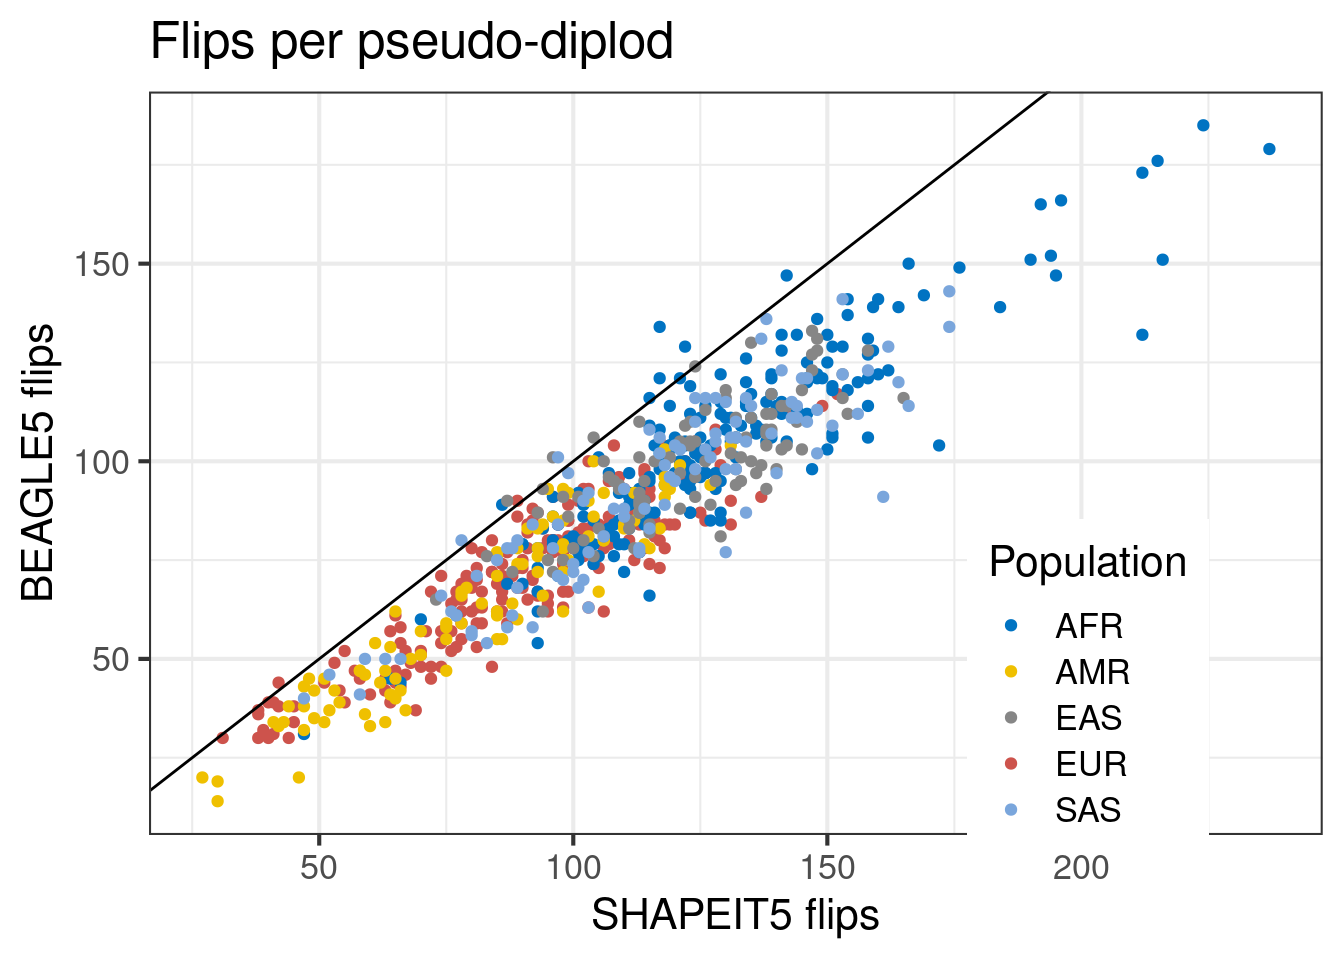 Flips per pseudo-diplod
BEAGLE5 flips
150
100
50
50
100
150
200
SHAPEIT5 flips
Population
AFR
AMR
EAS
EUR
SAS